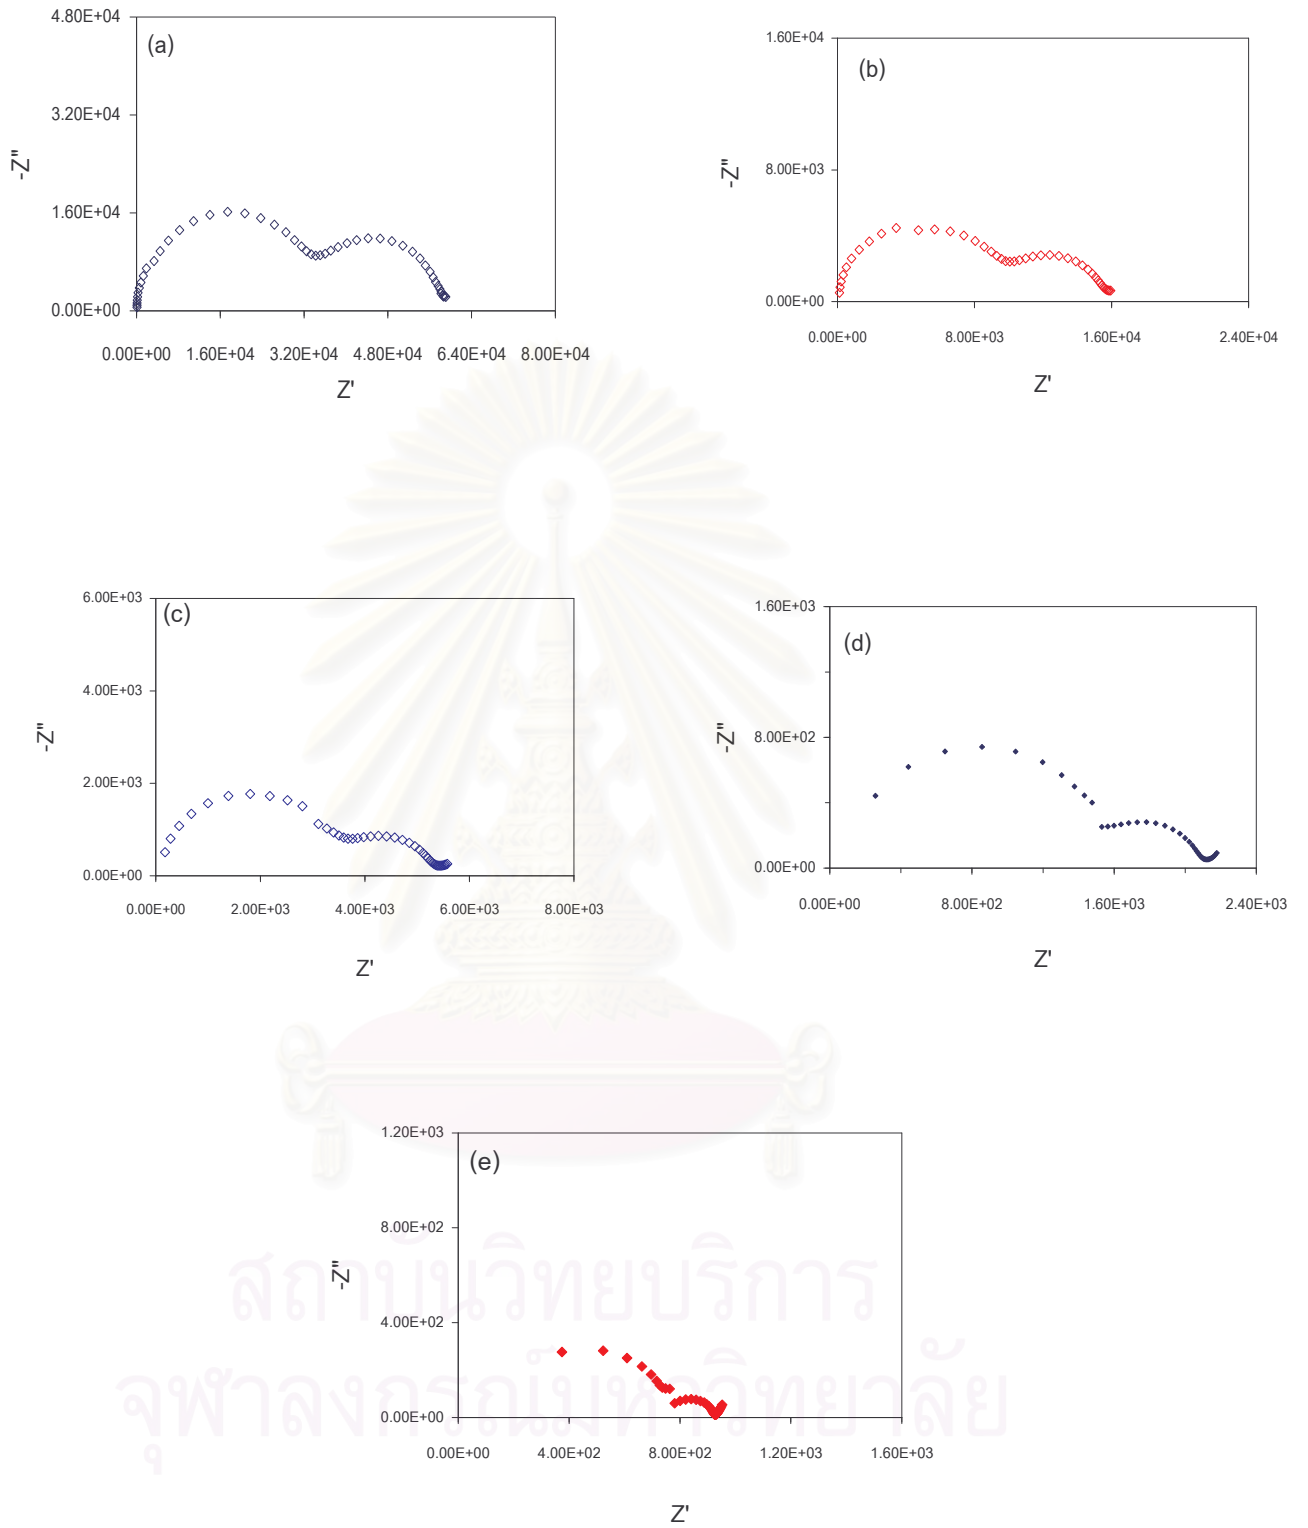 (a)
4.80E+04
3.20E+04
1.60E+04
0.00E+00
-Z"
0.00E+00 1.60E+04 3.20E+04 4.80E+04 6.40E+04 8.00E+04
Z'
(b)
1.60E+04
8.00E+03
0.00E+00
-Z"
0.00E+00 8.00E+03 1.60E+04 2.40E+04
Z'
(c)
6.00E+03
4.00E+03
2.00E+03
0.00E+00
-Z"
0.00E+00 2.00E+03 4.00E+03 6.00E+03 8.00E+03
Z'
(d)
1.60E+03
8.00E+02
0.00E+00
-Z"
0.00E+00 8.00E+02 1.60E+03 2.40E+03
Z'
(e)
1.20E+03
8.00E+02
4.00E+02
0.00E+00
-Z"
0.00E+00 4.00E+02 8.00E+02 1.20E+03 1.60E+03
Z'
สถาบันวิทยบริการ
จุฬาลงกรณ์มหาวิทยาลัย